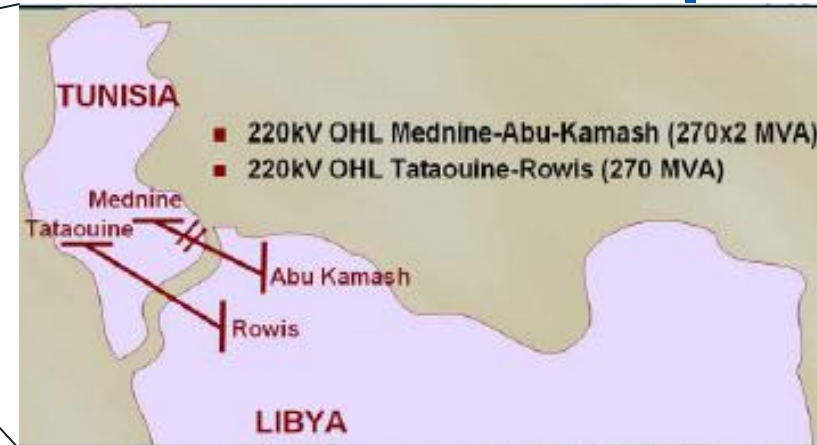 TUNISIA
■ 220kV OHL Mednine-Abu-Kamash (270x2 MVA)
■ 220kV OHL Tataouine-Rowis (270 MVA)
Mednine
Tataouine
Abu Kamash
Rowis
LIBYA